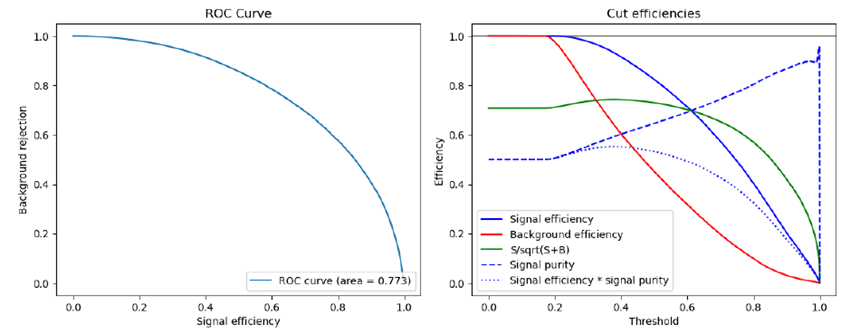 ROC Curve
1.0
0.8
0.6
0.4
0.2
0.0
Background rejection
ROC curve (area = 0.773)
0.0 0.2 0.4 0.6 0.8 1.0
Signal efficiency
Cut efficiencies
1.0
0.8
0.6
0.4
0.2
0.0
Efficiency
Signal efficiency
Background efficiency
S/sqrt(S+B)
Signal purity
Signal efficiency * signal purity
0.0 0.2 0.4 0.6 0.8 1.0
Threshold